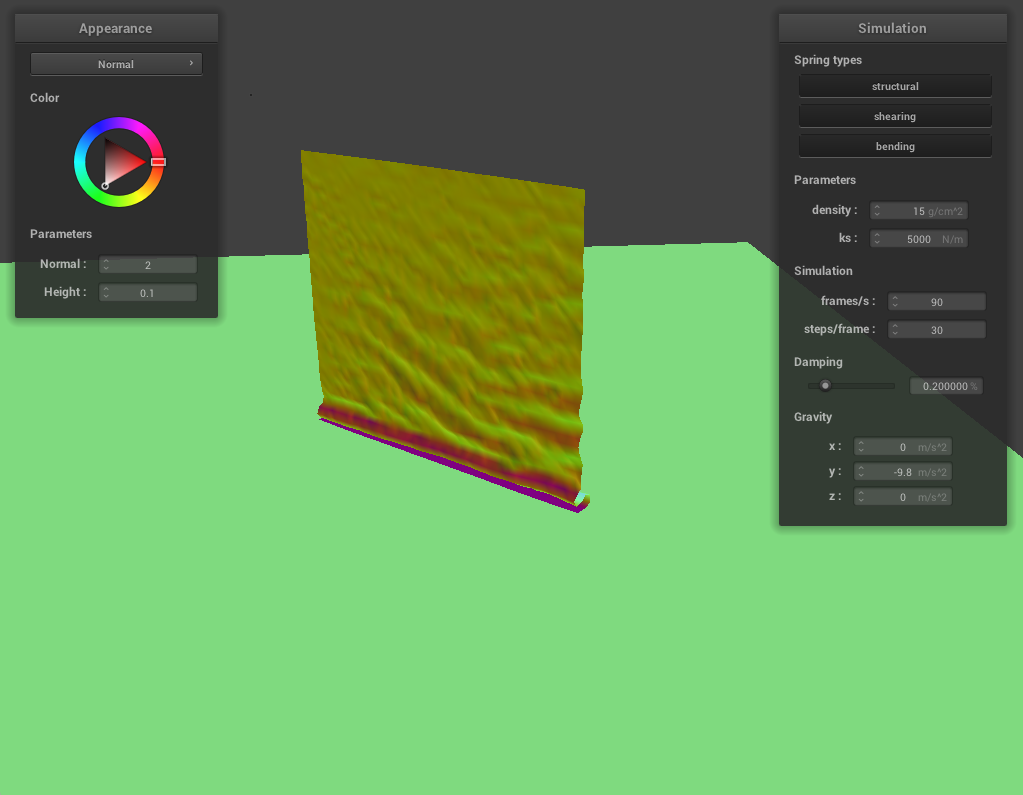 Appearance
Normal
Color
Parameters
Normal : 2
Height : 0.1
Simulation
Spring types
structural
shearing
bending
Parameters
density : 15 g/cm^2
ks : 5000 N/m
Simulation
frames/s : 90
steps/frame : 30
Damping
0.200000 %
Gravity
x : 0 m/s^2
y : -9.8 m/s^2
z : 0 m/s^2